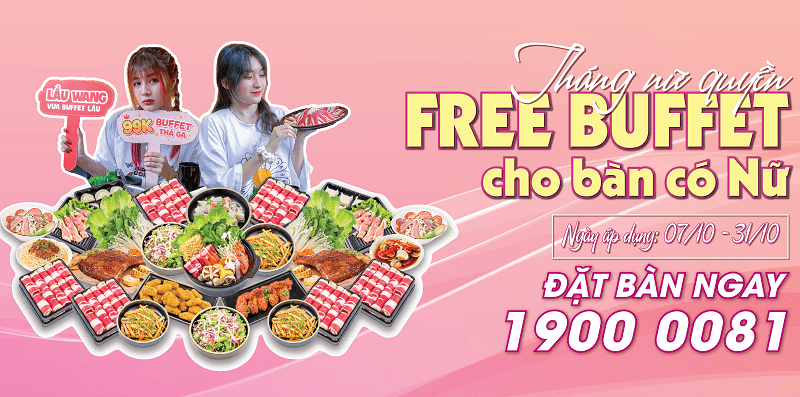 LẨU WANG
VUA BUFFET LẨU
99K BUFFET
THẢ GA
Tháng nữ quyền
FREE BUFFET
cho bàn có Nữ
Ngày áp dụng: 07/10 - 31/10
ĐẶT BÀN NGAY
1900 0081